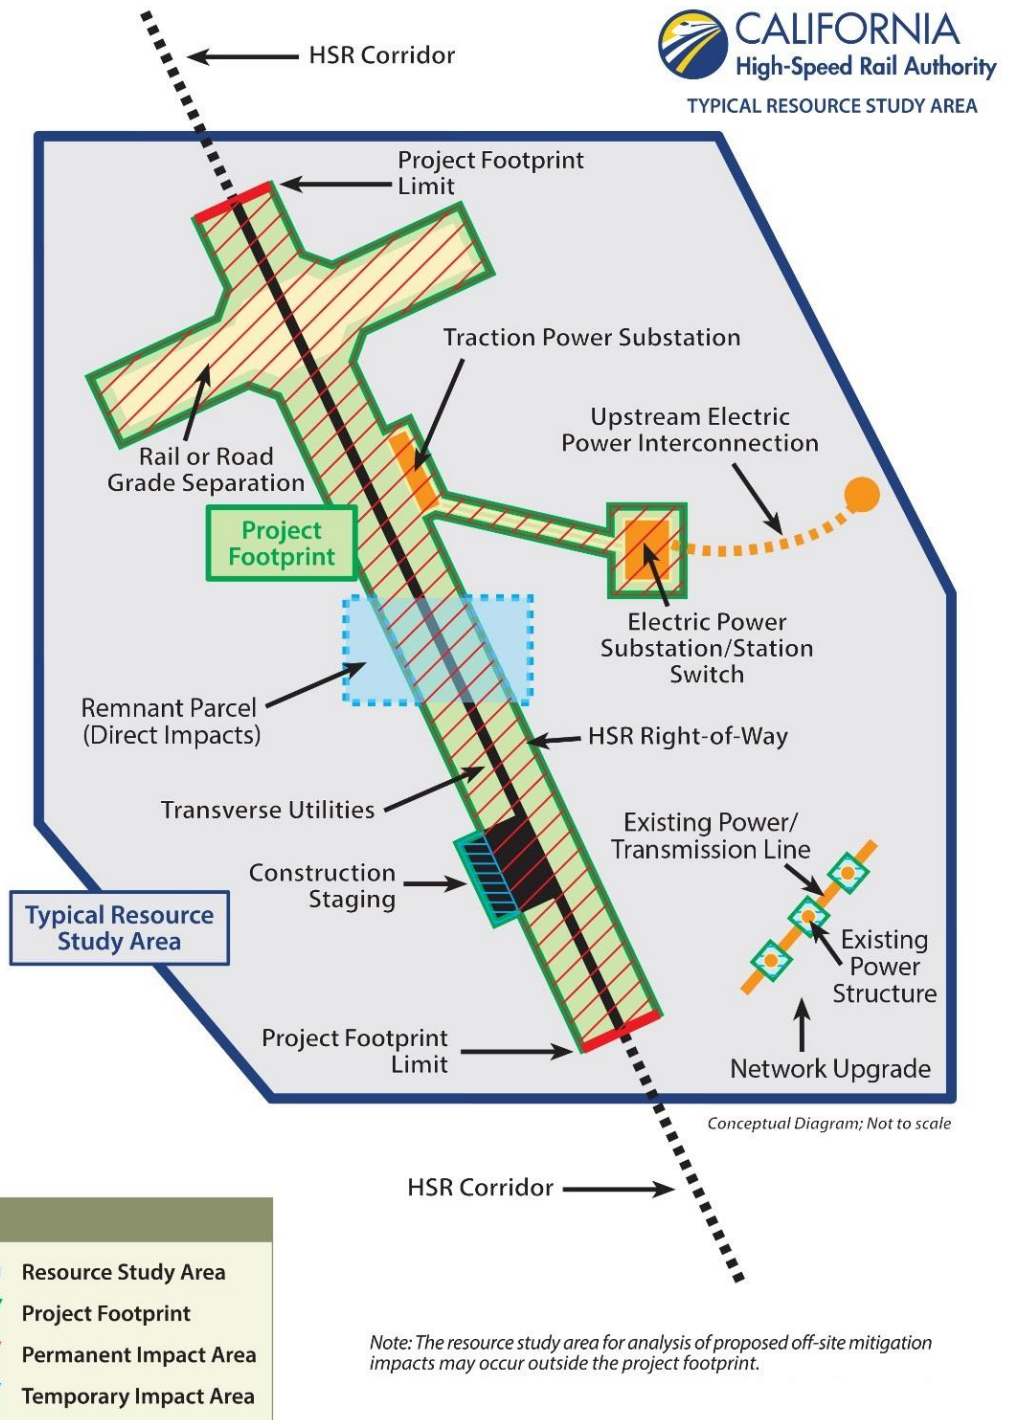 CALIFORNIA
High-Speed Rail Authority
TYPICAL RESOURCE STUDY AREA
HSR Corridor
Project Footprint
Limit
Traction Power Substation
Upstream Electric
Power Interconnection
Rail or Road
Grade Separation
Project
Footprint
Electric Power
Substation/Station
Switch
Remnant Parcel
(Direct Impacts)
HSR Right-of-Way
Transverse Utilities
Existing Power/
Transmission Line
Construction
Staging
Typical Resource
Study Area
Existing
Power
Structure
Project Footprint
Limit
Network Upgrade
Conceptual Diagram; Not to scale
HSR Corridor
Resource Study Area
Project Footprint
Permanent Impact Area
Temporary Impact Area
Note: The resource study area for analysis of proposed off-site mitigation
impacts may occur outside the project footprint.